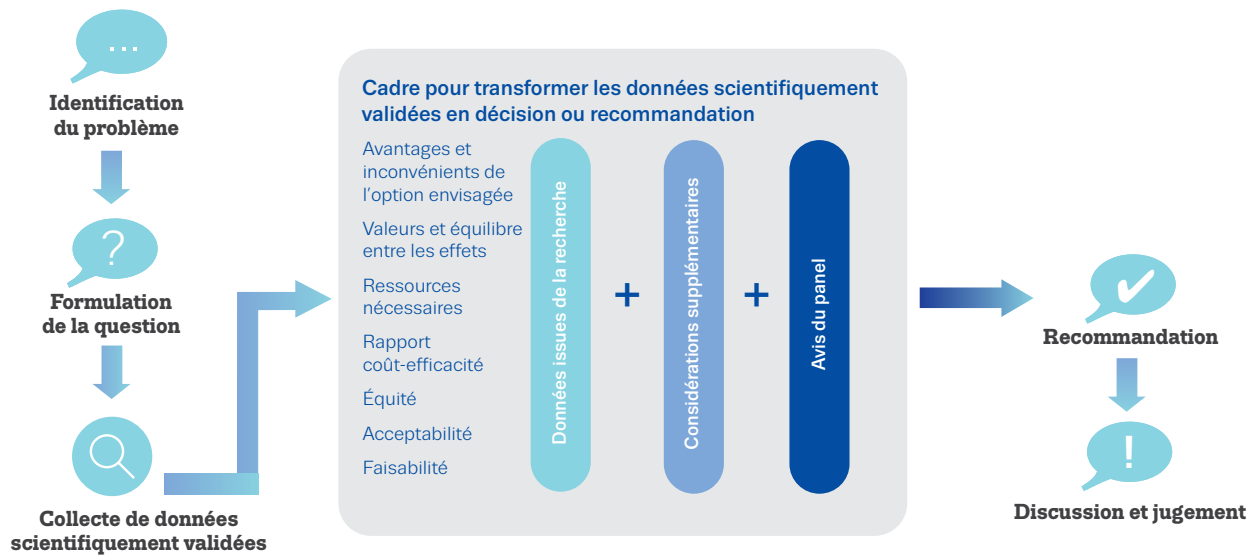 ...
Identification
du problème
?
Formulation
de la question
Collecte de données
scientifiquement validées
Cadre pour transformer les données scientifiquement
validées en décision ou recommandation
Avantages et
inconvénients de
l’option envisagée
Valeurs et équilibre
entre les effets
Ressources
nécessaires
Rapport
coût-efficacité
Équité
Acceptabilité
Faisabilité
Données issues de la recherche
+
Considérations supplémentaires
+
Avis du panel
Recommandation
!
Discussion et jugement